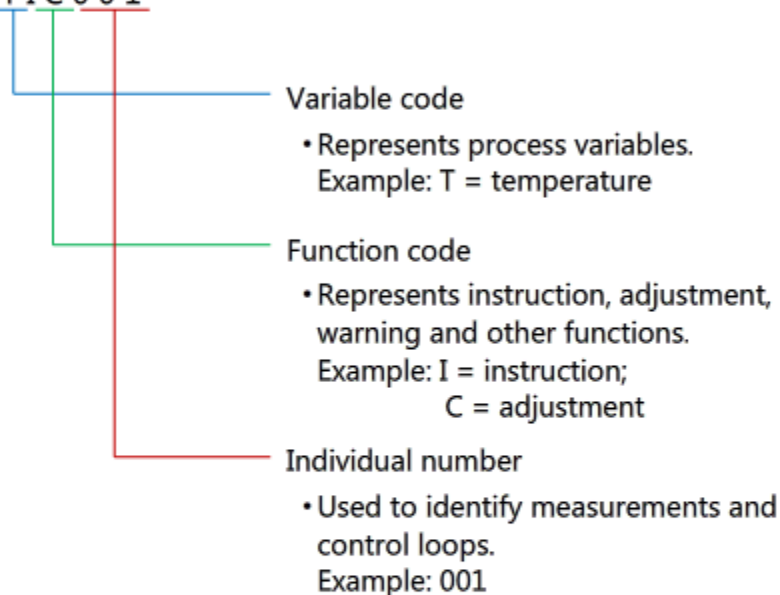 Variable code
• Represents process variables.
Example: T = temperature
Function code
• Represents instruction, adjustment,
warning and other functions.
Example: I = instruction;
C = adjustment
Individual number
• Used to identify measurements and
control loops.
Example: 001